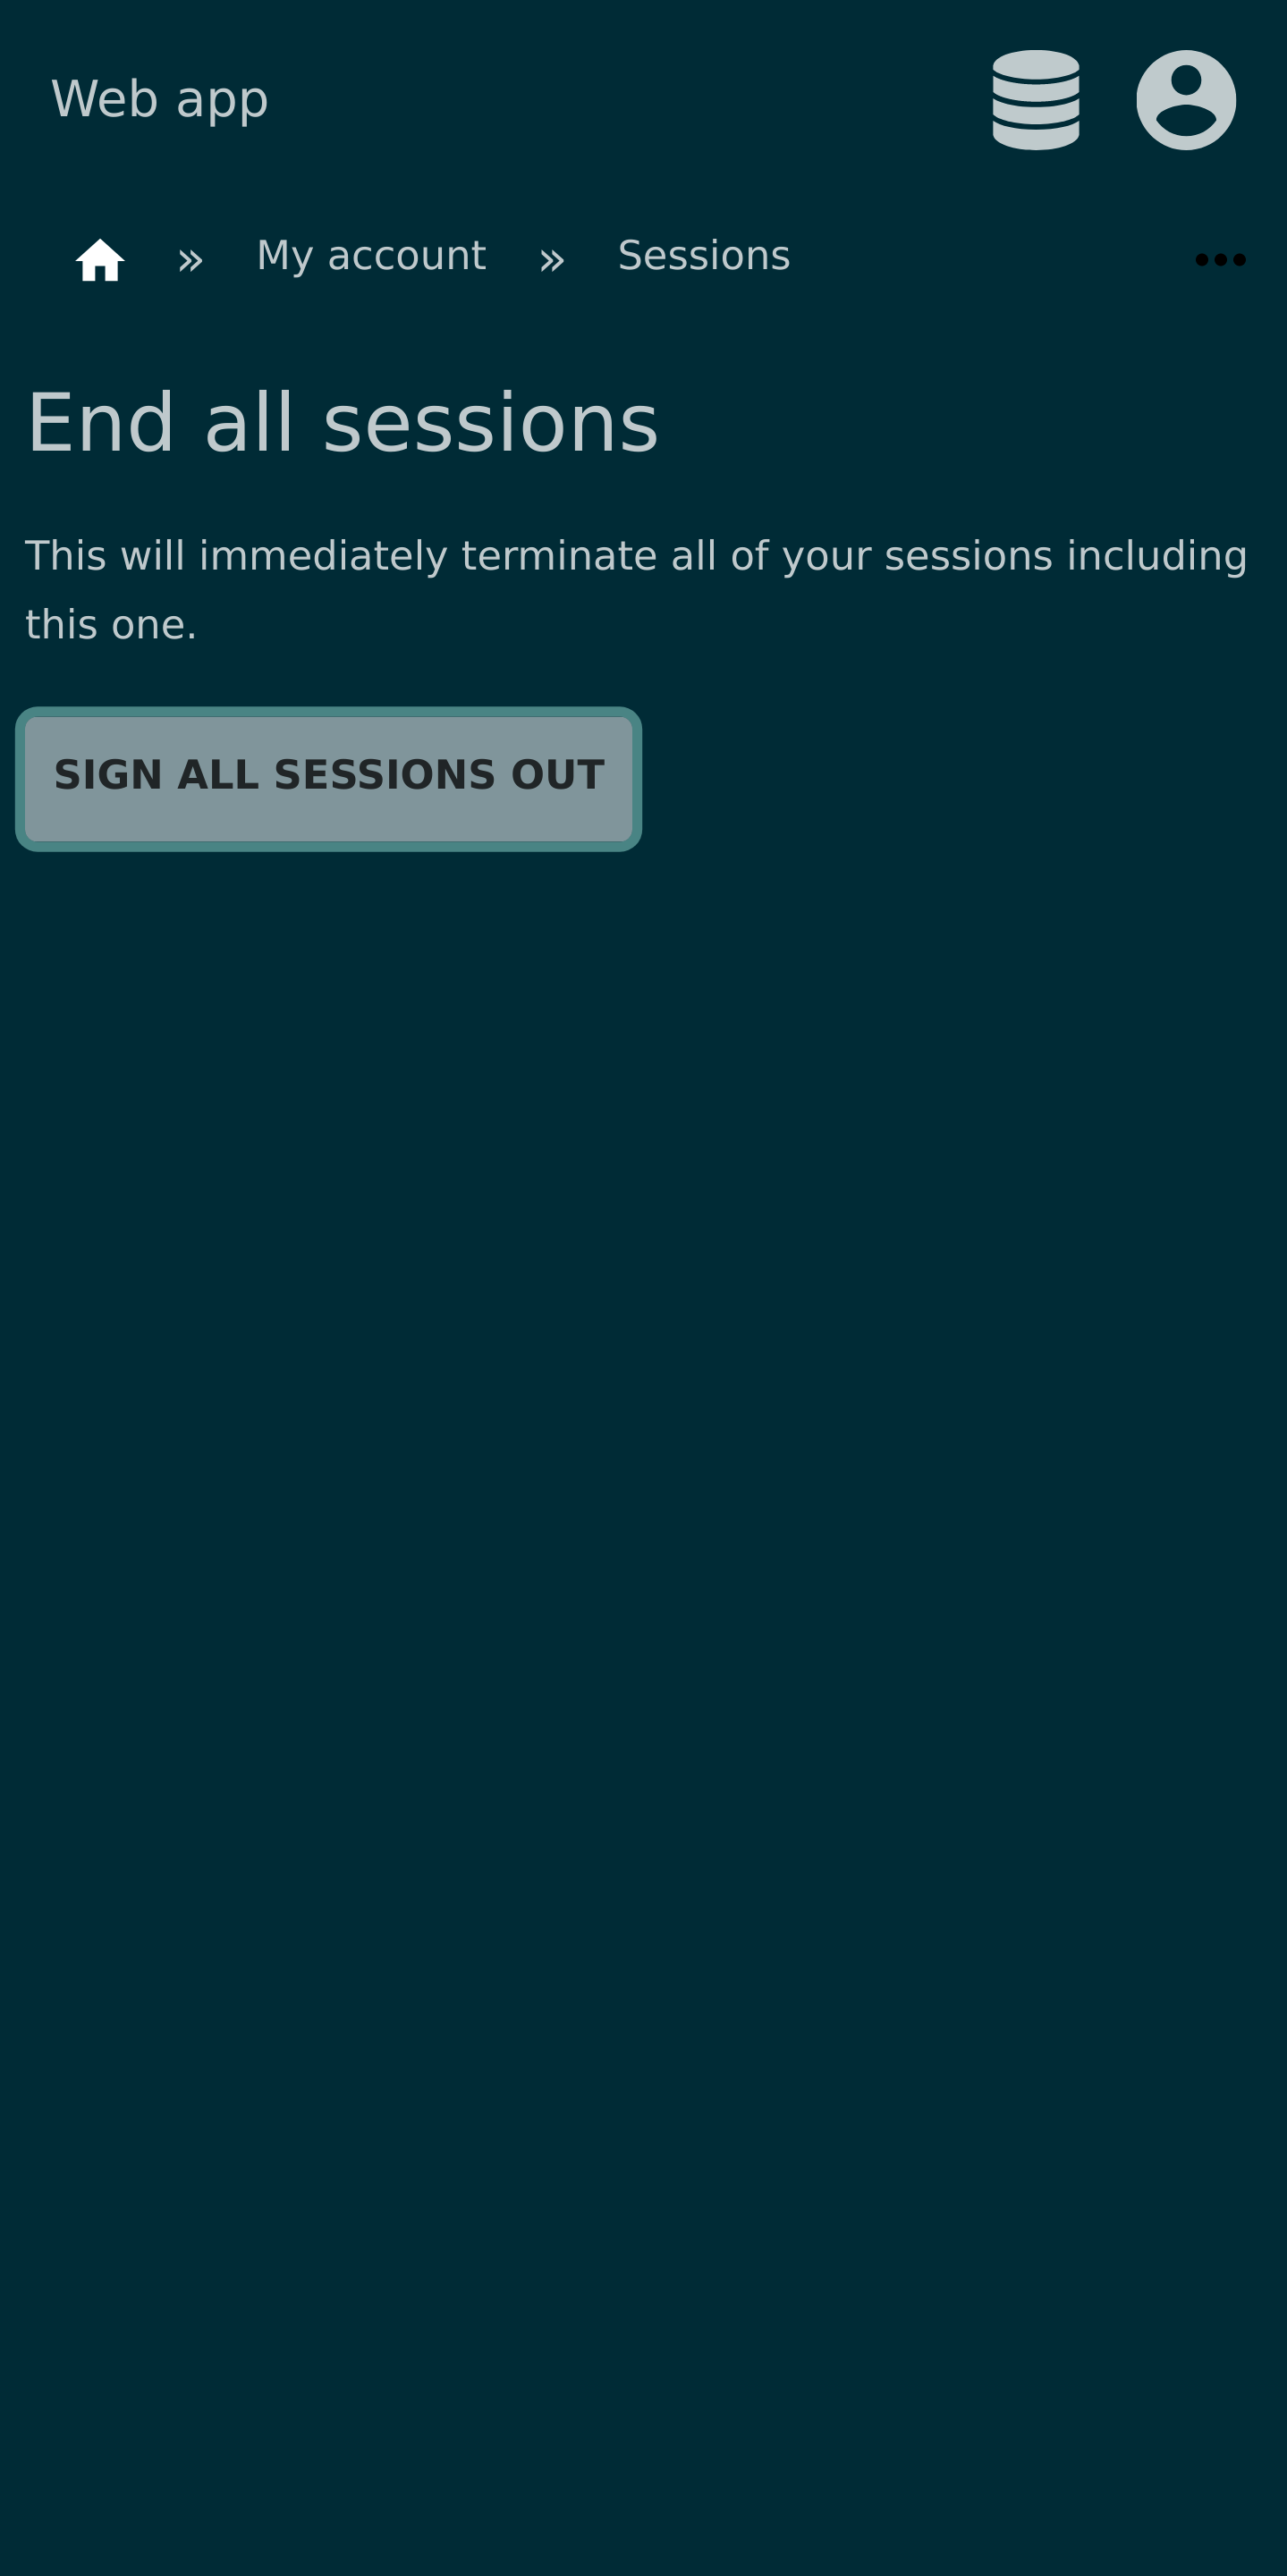 Web app
» My account » Sessions
End all sessions
This will immediately terminate all of your sessions including
this one.
SIGN ALL SESSIONS OUT